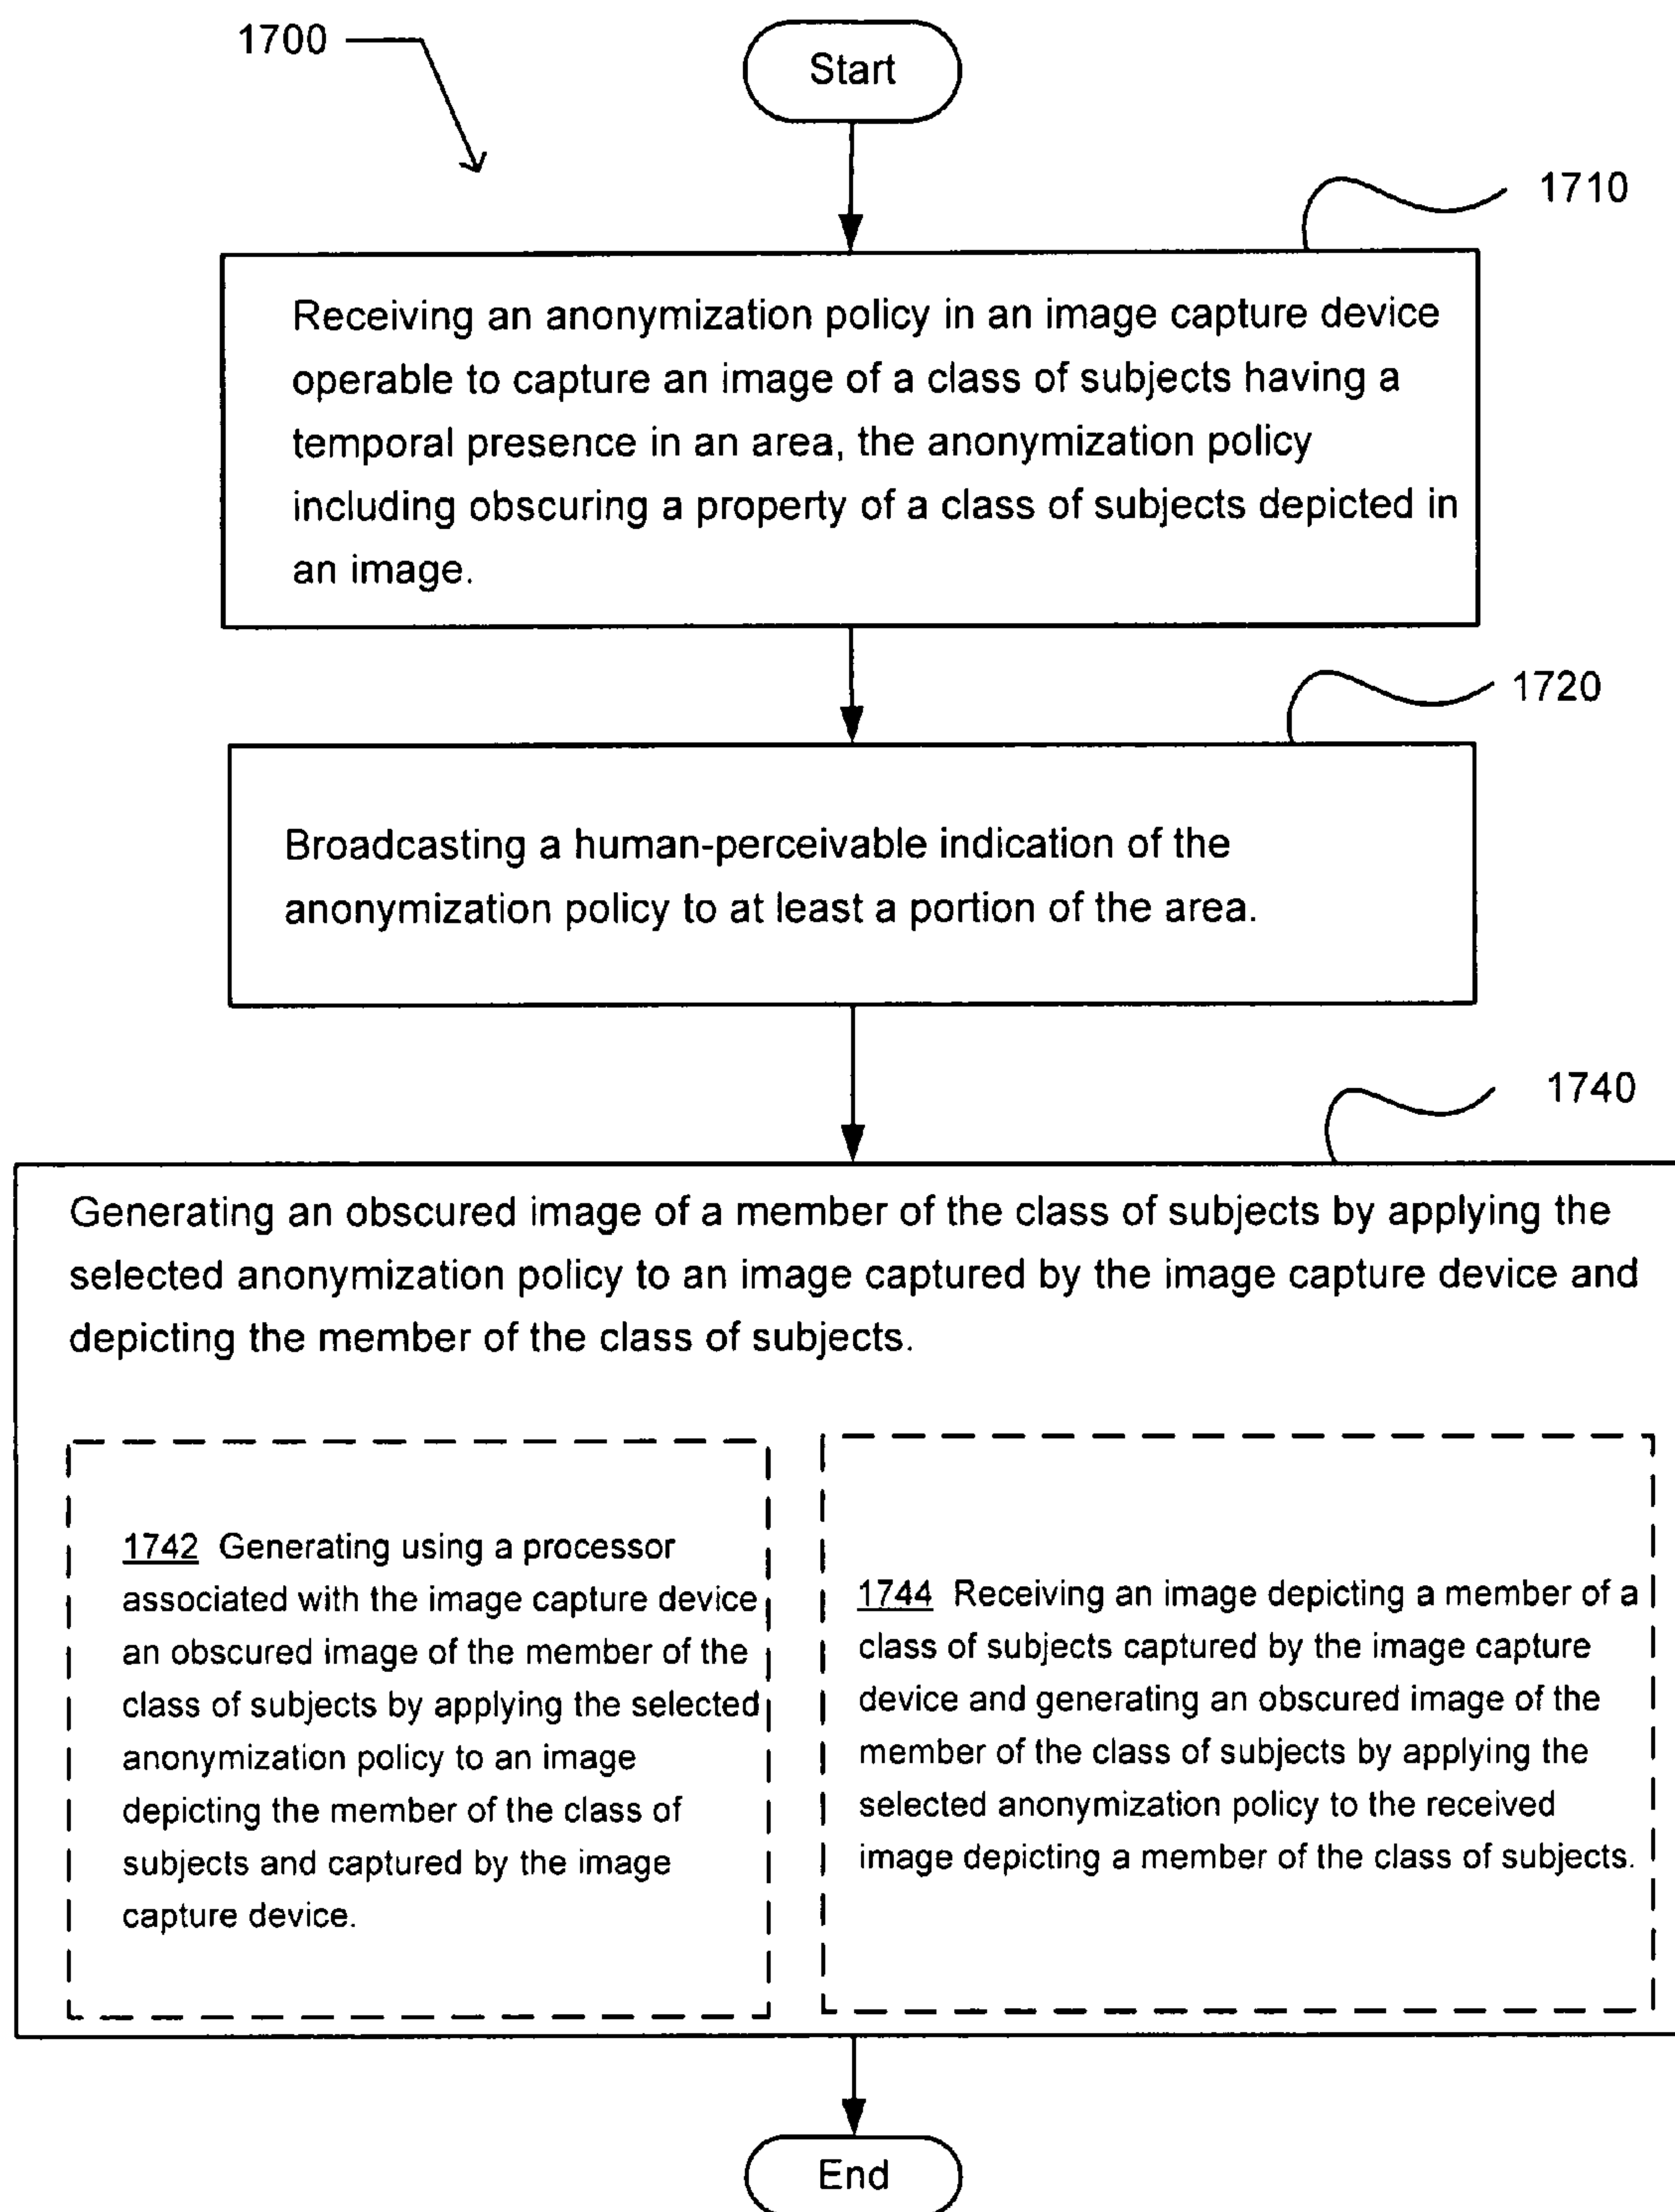 1700
Start
1710
Receiving an anonymization policy in an image capture device
operable to capture an image of a class of subjects having a
temporal presence in an area, the anonymization policy
including obscuring a property of a class of subjects depicted in
an image.
1720
Broadcasting a human-perceivable indication of the
anonymization policy to at least a portion of the area.
1740
Generating an obscured image of a member of the class of subjects by applying the
selected anonymization policy to an image captured by the image capture device and
depicting the member of the class of subjects.
1742 Generating using a processor
associated with the image capture device
an obscured image of the member of the
class of subjects by applying the selected
anonymization policy to an image
depicting the member of the class of
subjects and captured by the image
capture device.
1744 Receiving an image depicting a member of a
class of subjects captured by the image capture
device and generating an obscured image of the
member of the class of subjects by applying the
selected anonymization policy to the received
image depicting a member of the class of subjects.
End